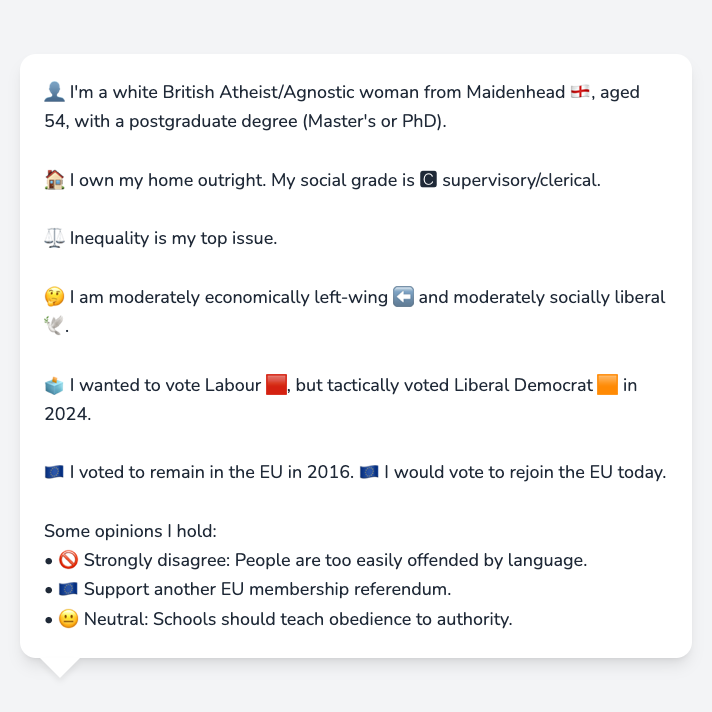 👤 I'm a white British Atheist/Agnostic woman from Maidenhead 🏴󠁧󠁢󠁥󠁮󠁧󠁿, aged
54, with a postgraduate degree (Master's or PhD).
🏠 I own my home outright. My social grade is 🅲 supervisory/clerical.
⚖️ Inequality is my top issue.
🤔 I am moderately economically left-wing ⬅️ and moderately socially liberal
🕊️.
🗳️ I wanted to vote Labour 🟥, but tactically voted Liberal Democrat 🟧 in
2024.
🇪🇺 I voted to remain in the EU in 2016. 🇪🇺 I would vote to rejoin the EU today.
Some opinions I hold:
• 🚫 Strongly disagree: People are too easily offended by language.
• 🇪🇺 Support another EU membership referendum.
• 😐 Neutral: Schools should teach obedience to authority.